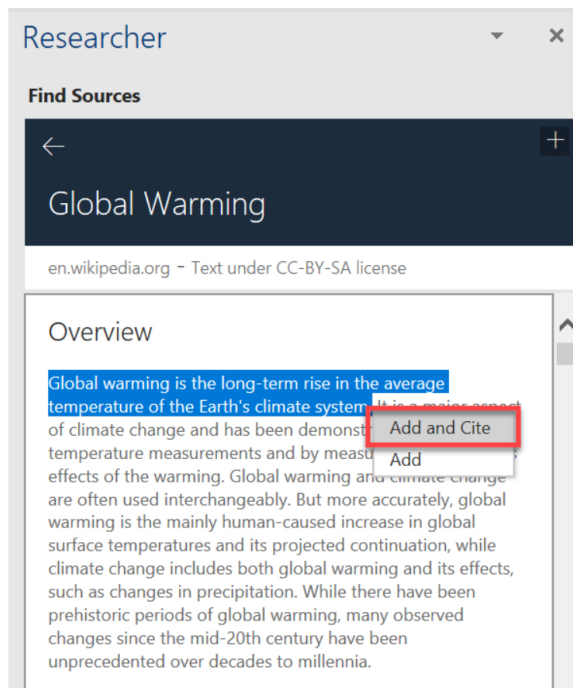 Researcher
Find Sources
Global Warming
en.wikipedia.org - Text under CC-BY-SA license
Overview
Global warming is the long-term rise in the average
temperature of the Earth's climate system. It is a major aspect
of climate change and has been demonst
Add and Cite
temperature measurements and by measu
Add
effects of the warming. Global warming and climate change
are often used interchangeably. But more accurately, global
warming is the mainly human-caused increase in global
surface temperatures and its projected continuation, while
climate change includes both global warming and its effects,
such as changes in precipitation. While there have been
prehistoric periods of global warming, many observed
changes since the mid-20th century have been
unprecedented over decades to millennia.